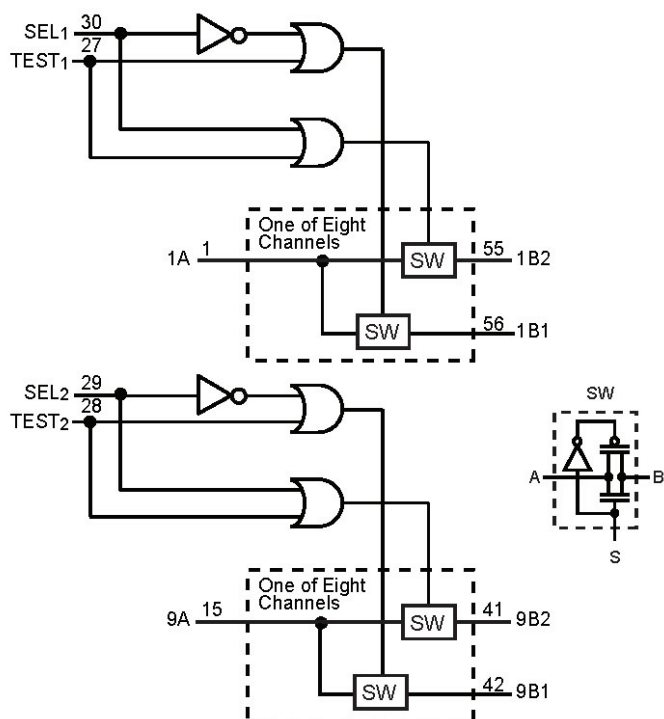 SEL1 30
TEST1 27
One of Eight
Channels
1A 1
SW 55 1B2
SW 56 1B1
SEL2 29
TEST2 28
SW
A B
S
One of Eight
Channels
9A 15
SW 41 9B2
SW 42 9B1